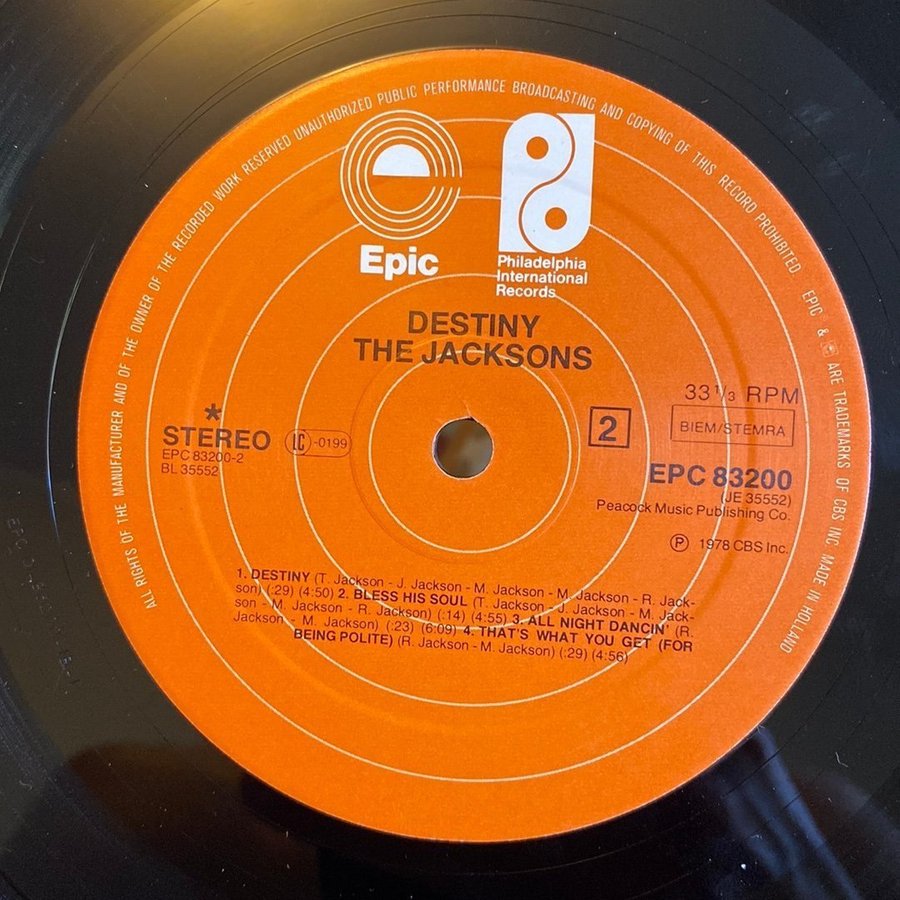 ALL RIGHTS OF THE MANUFACTURER AND OF THE OWNER OF THE RECORDED WORK RESERVED UNAUTHORIZED PUBLIC PERFORMANCE BROADCASTING AND COPYING OF THIS RECORD PROHIBITED
EPIC & ARE TRADEMARKS OF CBS INC MADE IN HOLLAND
Epic
Philadelphia
International
Records
DESTINY
THE JACKSONS
33 1/3 RPM
*
STEREO
LC -0199
2
BIEM/STEMRA
EPC 83200-2
BL 35552
EPC 83200
(JE 35552)
Peacock Music Publishing Co.
Ⓟ 1978 CBS Inc.
1. DESTINY (T. Jackson - J. Jackson - M. Jackson - M. Jackson - R. Jack-
son) (:29) (4:50) 2. BLESS HIS SOUL (T. Jackson - J. Jackson - M. Jack-
son - M. Jackson - R. Jackson) (:14) (4:55) 3. ALL NIGHT DANCIN' (R.
Jackson - M. Jackson) (:23) (6:09) 4. THAT'S WHAT YOU GET (FOR
BEING POLITE) (R. Jackson - M. Jackson) (:29) (4:56)